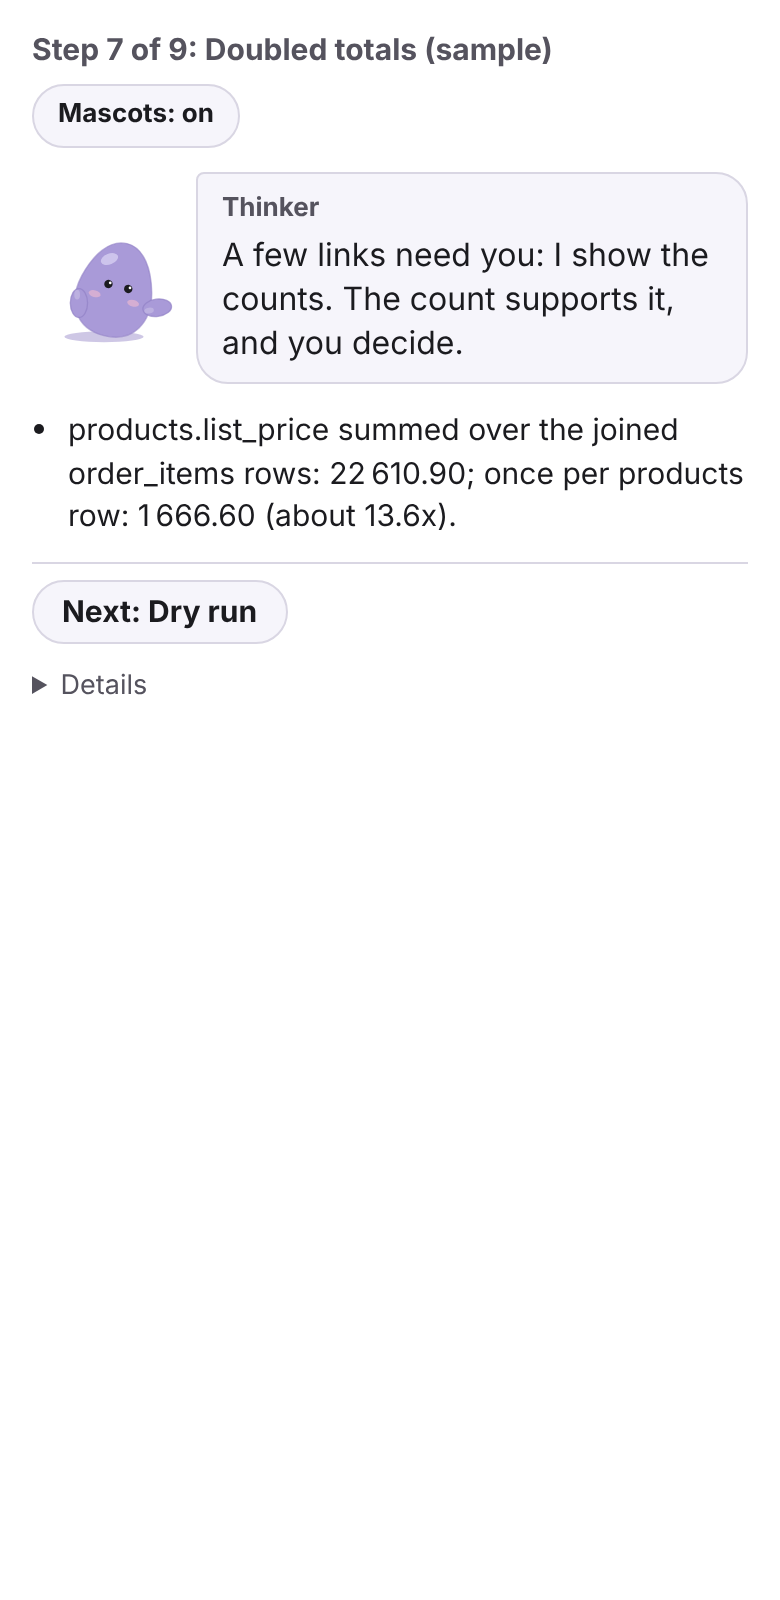 Step 7 of 9: Doubled totals (sample)
Mascots: on
Thinker
A few links need you: I show the
counts. The count supports it,
and you decide.
• products.list_price summed over the joined
order_items rows: 22 610.90; once per products
row: 1 666.60 (about 13.6x).
Next: Dry run
▶ Details